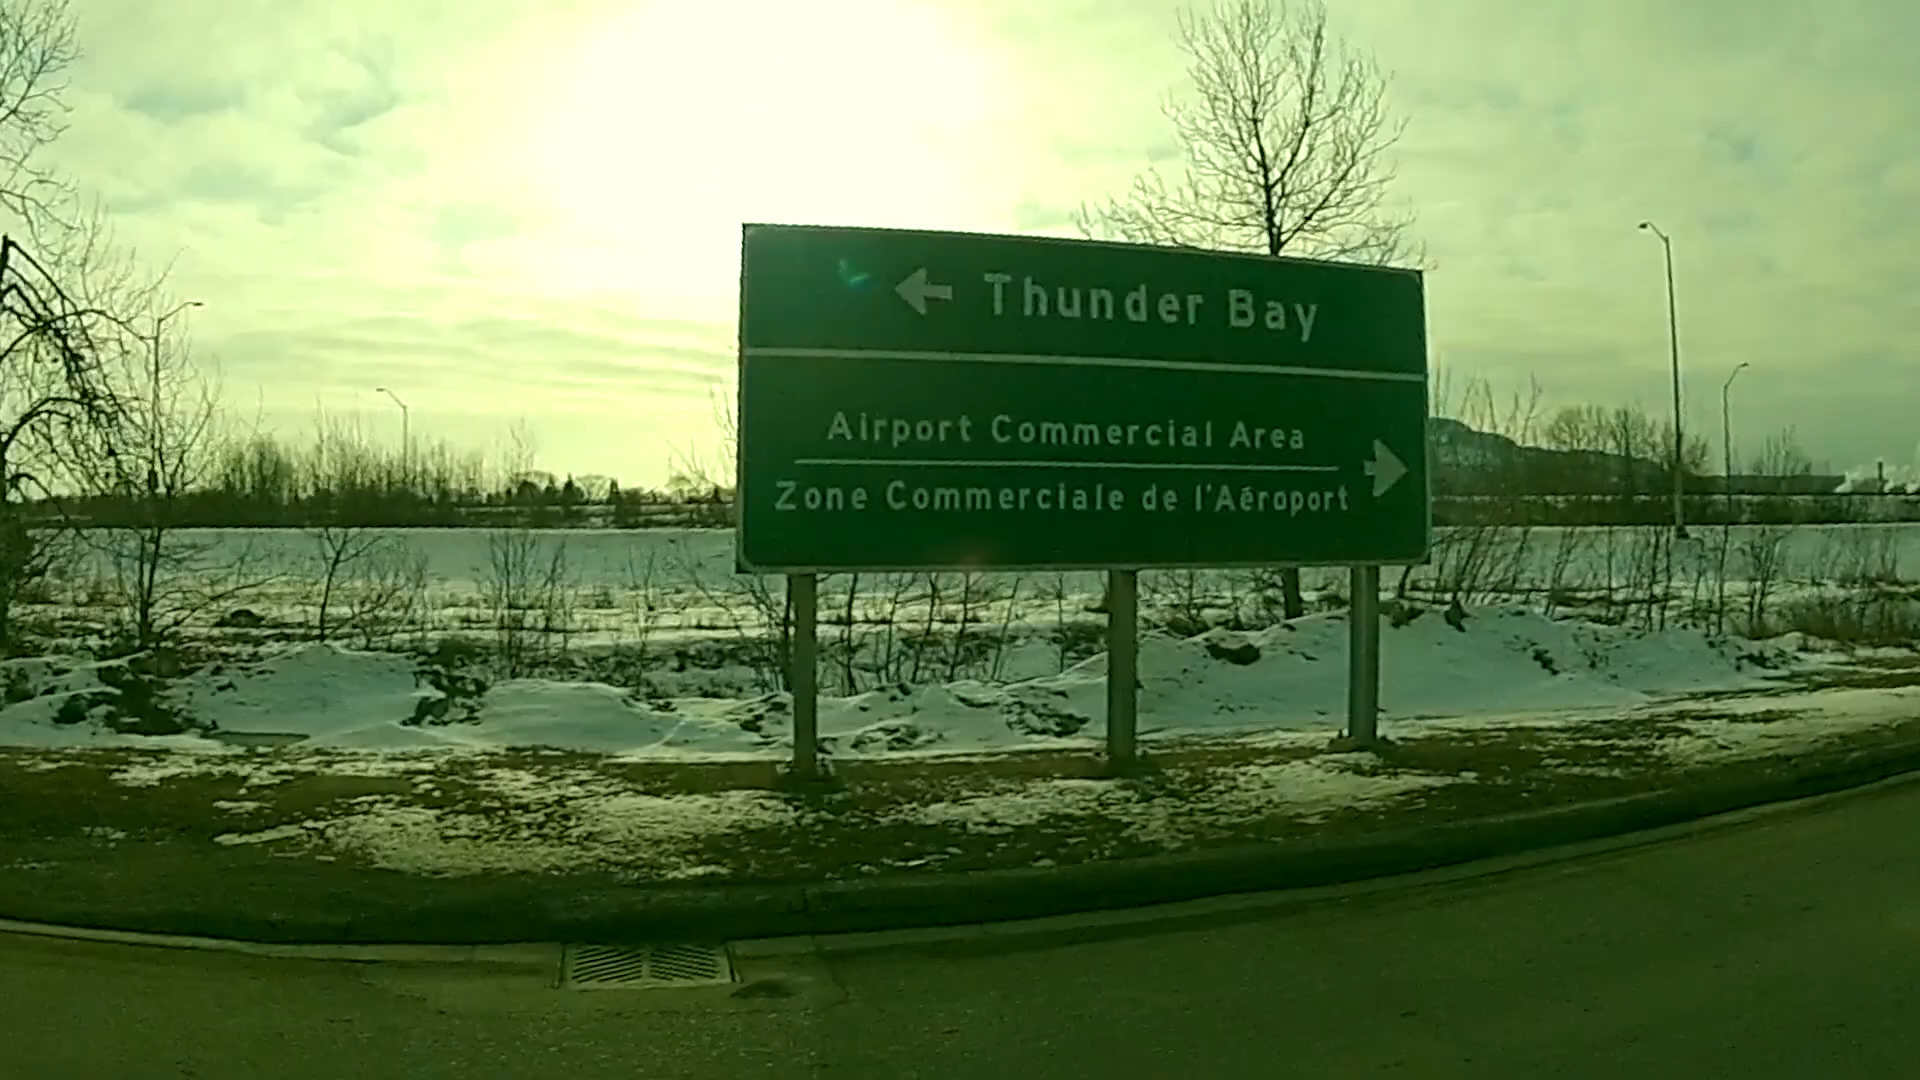 ← Thunder Bay
Airport Commercial Area →
Zone Commerciale de l'Aéroport